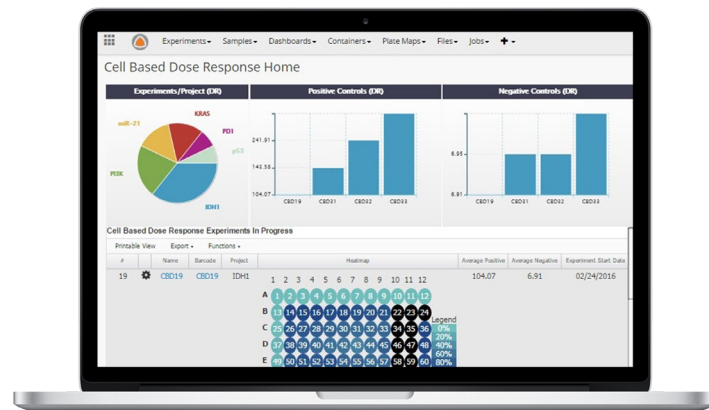 Experiments Samples Dashboards Containers Plate Maps Files Jobs
Cell Based Dose Response Home
Experiments/Project (DR)
Positive Controls (DR)
Negative Controls (DR)
miR-21
KRAS
PD1
p53
PI3K
IDH1
241.91
104.07
CBD19 CBD31 CBD32 CBD33
6.95
6.91
CBD19 CBD31 CBD32 CBD33
Cell Based Dose Response Experiments In Progress
Printable View Export Functions
# Name Barcode Project Heatmap Average Positive Average Negative Experiment Start Date
19 CBD19 CBD19 IDH1 104.07 6.91 02/24/2016
1 2 3 4 5 6 7 8 9 10 11 12
A 1 2 3 4 5 6 7 8 9 10 11 12
B 13 14 15 16 17 18 19 20 21 22 23 24
C 25 26 27 28 29 30 31 32 33 34 35 36
D 37 38 39 40 41 42 43 44 45 46 47 48
E 49 50 51 52 53 54 55 56 57 58 59 60
Legend
0%
20%
40%
60%
80%